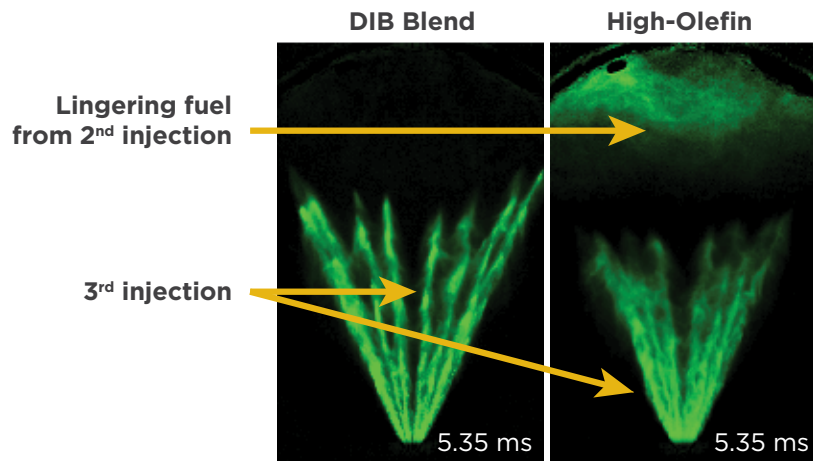 DIB Blend
High-Olefin
Lingering fuel
from 2nd injection
3rd injection
5.35 ms
5.35 ms